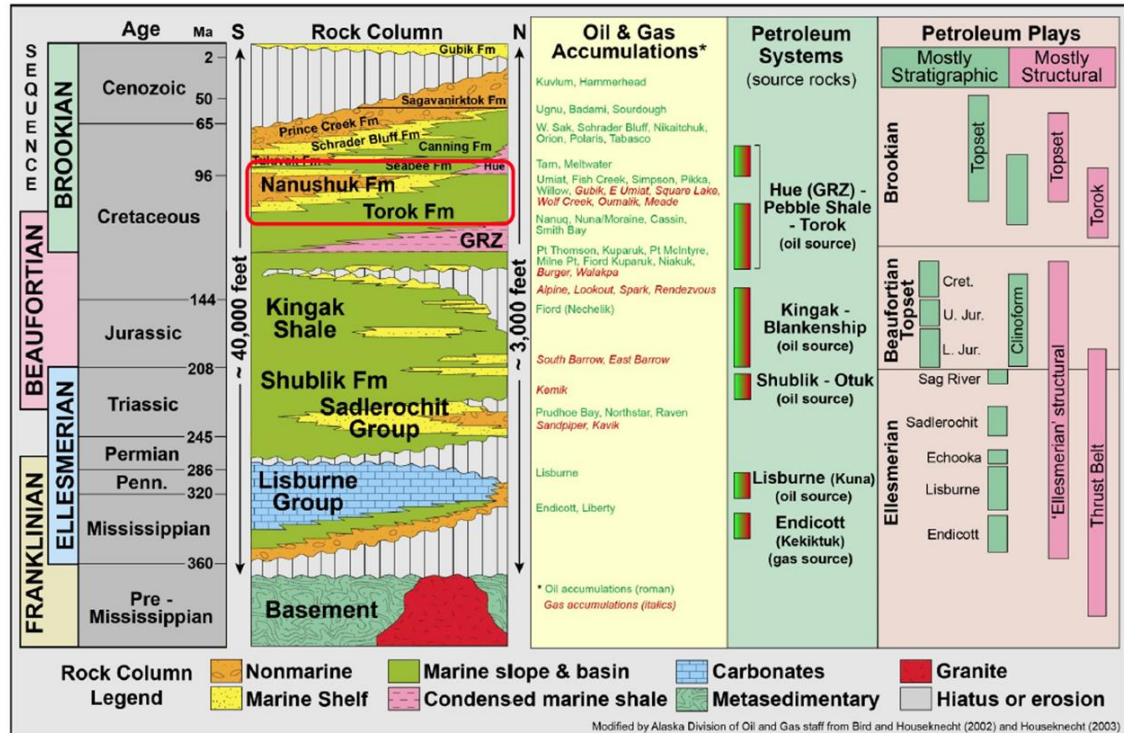 SEQUENCE
Age
Ma
S
Rock Column
N
Oil & Gas
Accumulations*
Petroleum
Systems
(source rocks)
Petroleum Plays
Mostly
Stratigraphic
Mostly
Structural
BROOKIAN
BEAUFORTIAN
ELLESMERIAN
FRANKLINIAN
Cenozoic
Cretaceous
Jurassic
Triassic
Permian
Penn.
Mississippian
Pre -
Mississippian
2
50
65
96
144
208
245
286
320
360
~ 40,000 feet
Gubik Fm
Sagavanirktok Fm
Prince Creek Fm
Schrader Bluff Fm
Canning Fm
Tuluvak Fm
Seabee Fm
Hue
Nanushuk Fm
Torok Fm
GRZ
Kingak
Shale
Shublik Fm
Sadlerochit
Group
Lisburne
Group
Basement
~ 3,000 feet
Kuvlum, Hammerhead
Ugnu, Badami, Sourdough
W. Sak, Schrader Bluff, Nikaitchuk,
Orion, Polaris, Tabasco
Tarn, Meltwater
Umiat, Fish Creek, Simpson, Pikka,
Willow, Gubik, E Umiat, Square Lake,
Wolf Creek, Oumalik, Meade
Nanuq, Nuna/Moraine, Cassin,
Smith Bay
Pt Thomson, Kuparuk, Pt McIntyre,
Milne Pt, Fiord Kuparuk, Niakuk,
Burger, Walakpa
Alpine, Lookout, Spark, Rendezvous
Fiord (Nechelik)
South Barrow, East Barrow
Kemik
Prudhoe Bay, Northstar, Raven
Sandpiper, Kavik
Lisburne
Endicott, Liberty
* Oil accumulations (roman)
Gas accumulations (italics)
Hue (GRZ) -
Pebble Shale
- Torok
(oil source)
Kingak -
Blankenship
(oil source)
Shublik - Otuk
(oil source)
Lisburne (Kuna)
(oil source)
Endicott
(Kekiktuk)
(gas source)
Brookian
Topset
Topset
Torok
Beaufortian
Topset
Cret.
U. Jur.
L. Jur.
Clinoform
Ellesmerian
Sag River
Sadlerochit
Echooka
Lisburne
Endicott
'Ellesmerian' structural
Thrust Belt
Rock Column
Legend
Nonmarine
Marine slope & basin
Carbonates
Granite
Marine Shelf
Condensed marine shale
Metasedimentary
Hiatus or erosion
Modified by Alaska Division of Oil and Gas staff from Bird and Houseknecht (2002) and Houseknecht (2003)